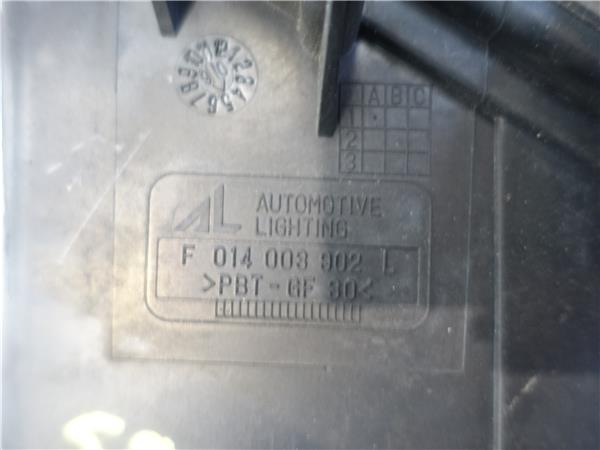 A B C
1
2
3
AL AUTOMOTIVE
LIGHTING
F 014 003 902 L
>PBT-GF 30<